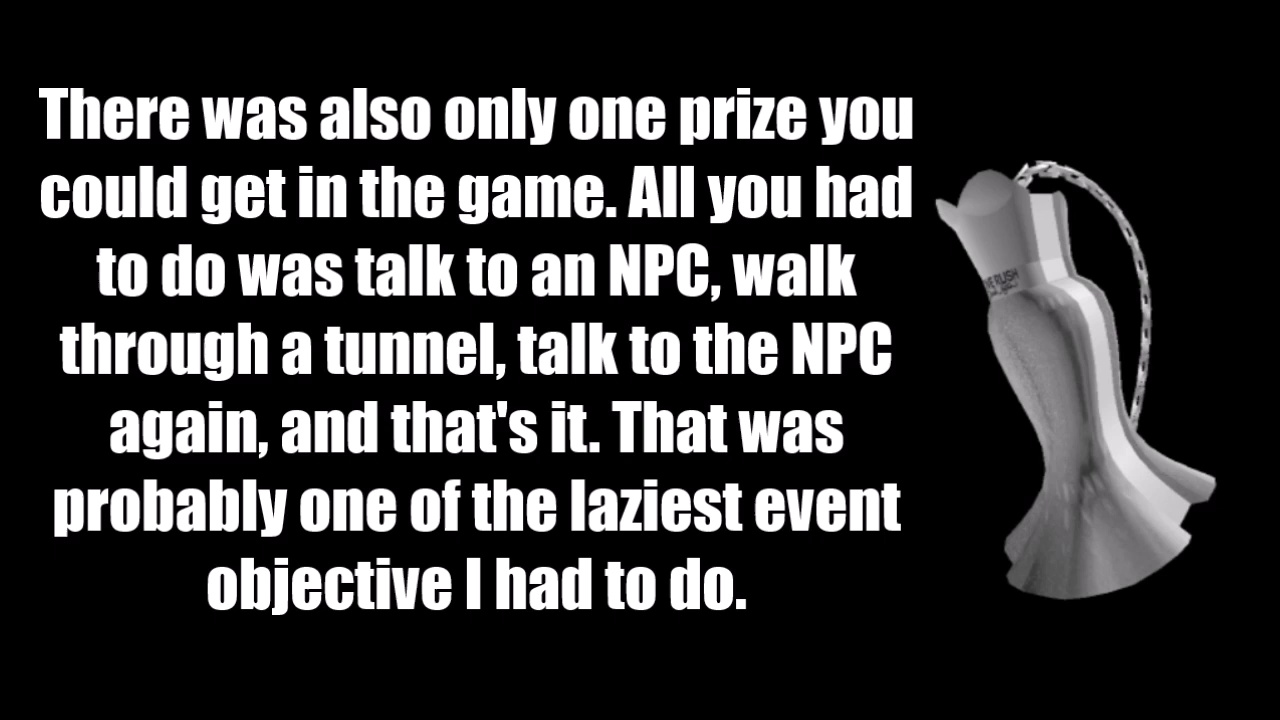 There was also only one prize you
could get in the game. All you had
to do was talk to an NPC, walk
through a tunnel, talk to the NPC
again, and that's it. That was
probably one of the laziest event
objective I had to do.
RUSH